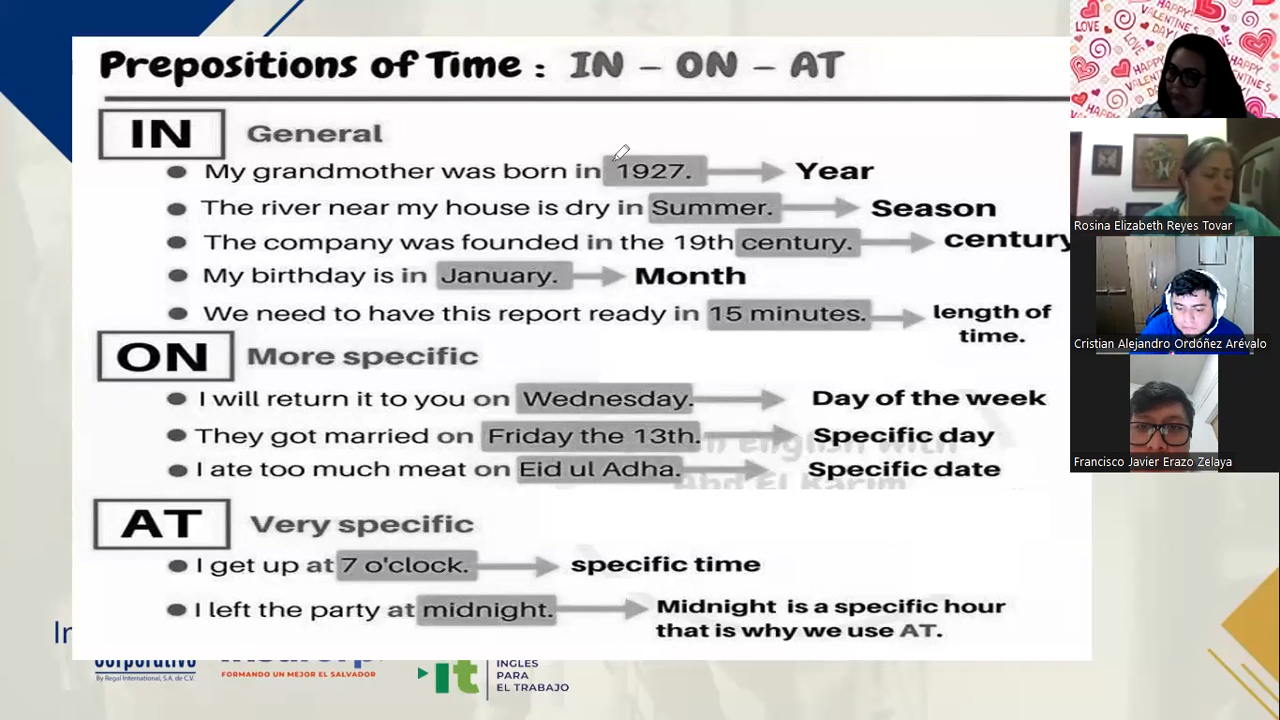 Prepositions of Time : IN – ON – AT
IN General
My grandmother was born in 1927. Year
The river near my house is dry in Summer. Season
The company was founded in the 19th century. century
My birthday is in January. Month
We need to have this report ready in 15 minutes. length of
time.
ON More specific
I will return it to you on Wednesday. Day of the week
They got married on Friday the 13th. Specific day
I ate too much meat on Eid ul Adha. Specific date
AT Very specific
I get up at 7 o'clock. specific time
I left the party at midnight. Midnight is a specific hour
that is why we use AT.
By Regal International, S.A. de C.V.
FORMANDO UN MEJOR EL SALVADOR
it
INGLES
PARA
EL TRABAJO
HAPPY VALENTINE'S DAY!
LOVE
Rosina Elizabeth Reyes Tovar
Cristian Alejandro Ordóñez Arévalo
Francisco Javier Erazo Zelaya